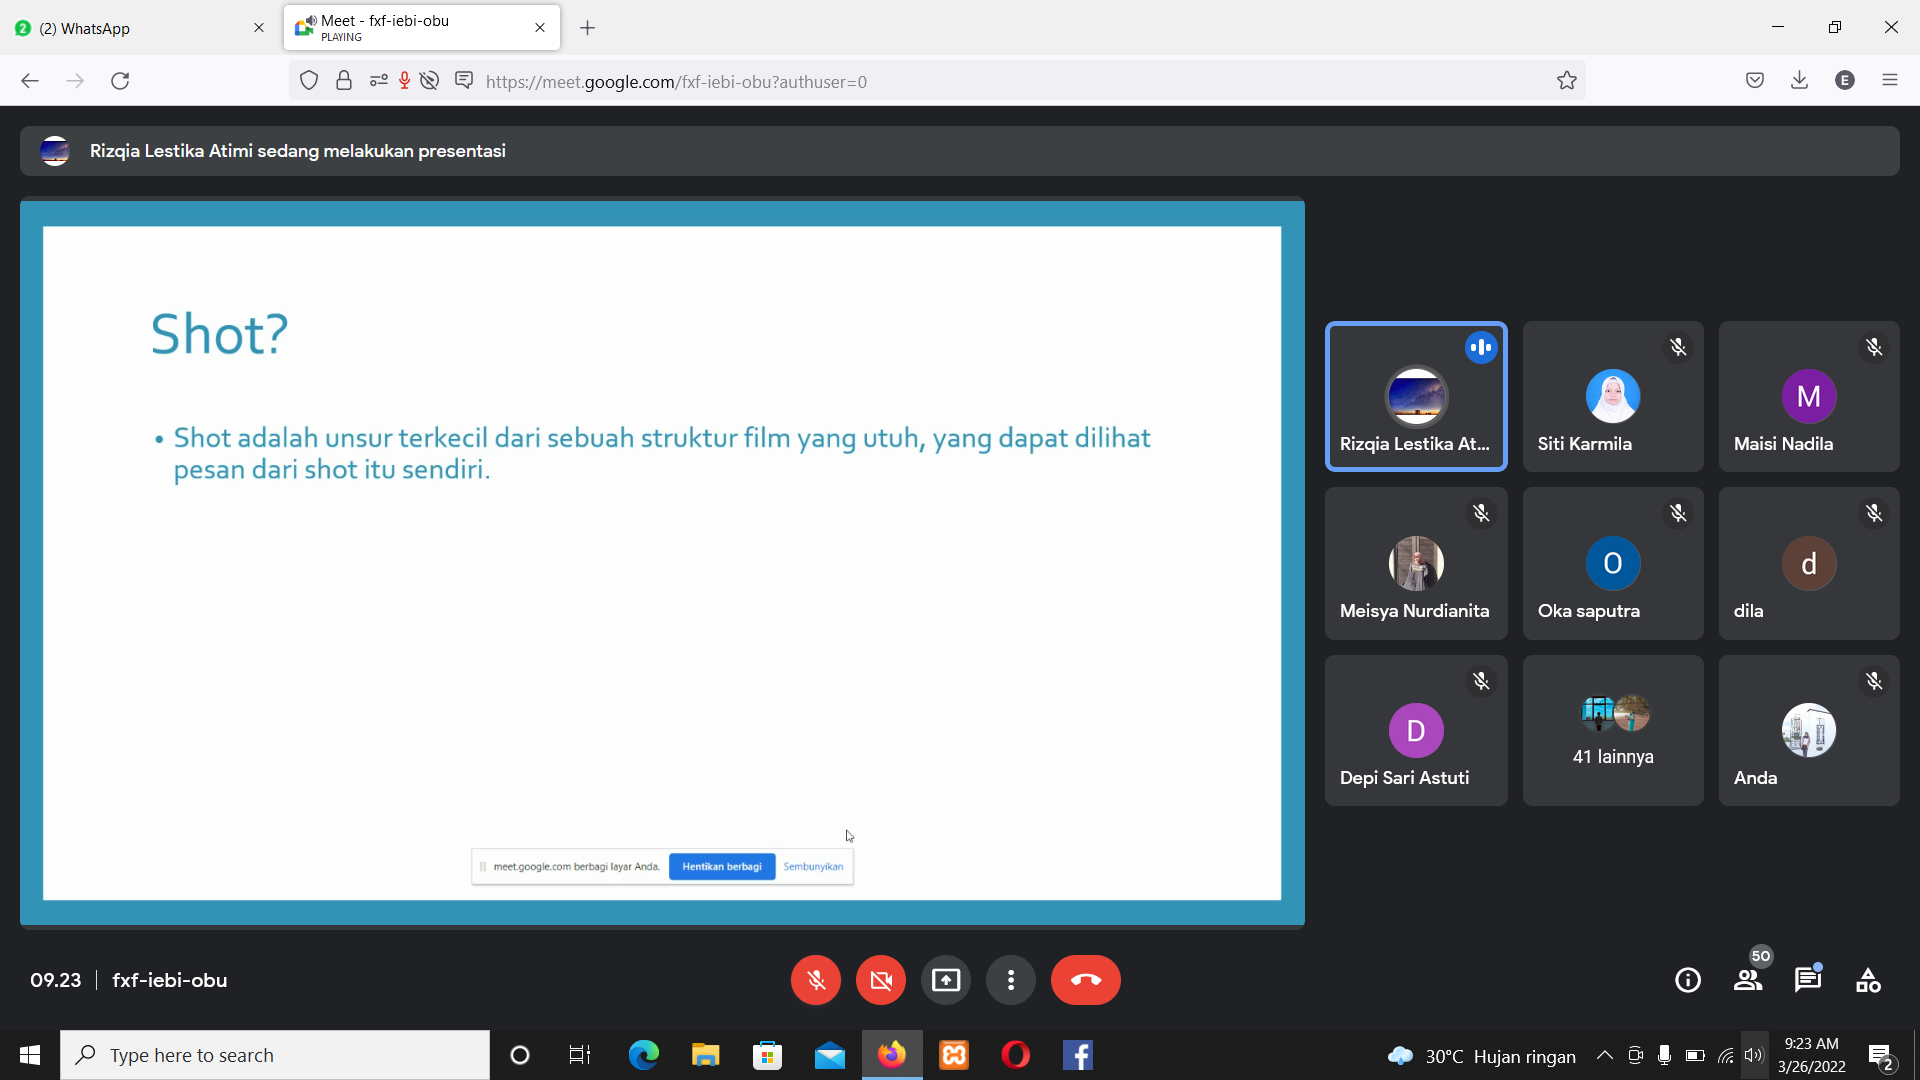 (2) WhatsApp
Meet - fxf-iebi-obu
PLAYING
https://meet.google.com/fxf-iebi-obu?authuser=0
E
Rizqia Lestika Atimi sedang melakukan presentasi
Shot?
• Shot adalah unsur terkecil dari sebuah struktur film yang utuh, yang dapat dilihat
pesan dari shot itu sendiri.
meet.google.com berbagi layar Anda. Hentikan berbagi Sembunyikan
Rizqia Lestika At...
Siti Karmila
M
Maisi Nadila
Meisya Nurdianita
O
Oka saputra
d
dila
D
Depi Sari Astuti
41 lainnya
Anda
09.23 | fxf-iebi-obu
50
Type here to search
30°C Hujan ringan
9:23 AM
3/26/2022
2